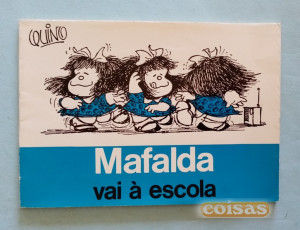 QUINO
Mafalda
vai à escola
coisas